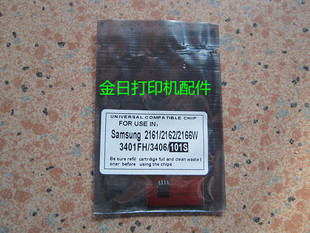 金日打印机配件
UNIVERSAL COMPATIBLE CHIP
FOR USE IN:
Samsung 2161/2162/2166W
3401FH/3406/101S
Be sure refill cartridge full and clean waste t
oner before using the chips